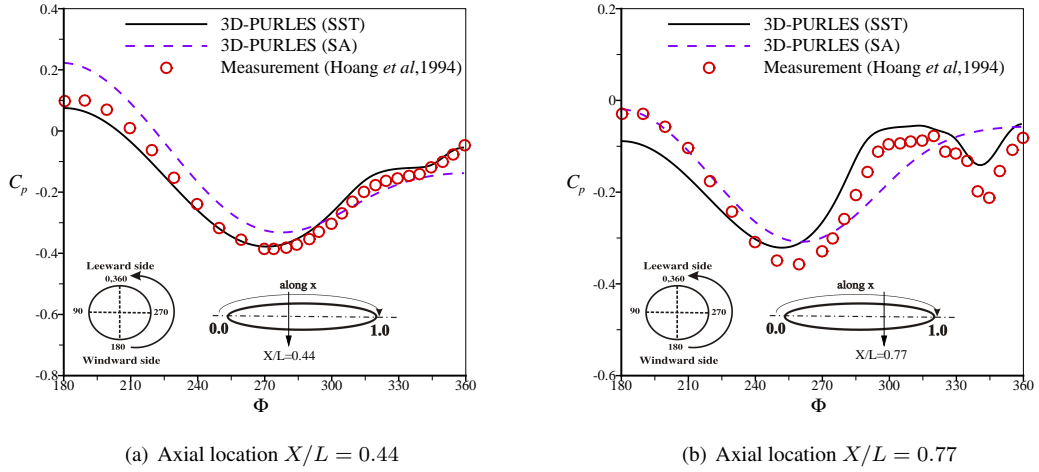 3D-PURLES (SST)
3D-PURLES (SA)
Measurement (Hoang et al,1994)
0.4
0.2
0
-0.2
-0.4
-0.6
-0.8
Cp
Leeward side
0,360
90
270
180
Windward side
along x
0.0
1.0
X/L=0.44
180
210
240
270
300
330
360
Φ
(a) Axial location X/L = 0.44
3D-PURLES (SST)
3D-PURLES (SA)
Measurement (Hoang et al,1994)
0.2
0
-0.2
-0.4
-0.6
Cp
Leeward side
0,360
90
270
180
Windward side
along x
0.0
1.0
X/L=0.77
180
210
240
270
300
330
360
Φ
(b) Axial location X/L = 0.77